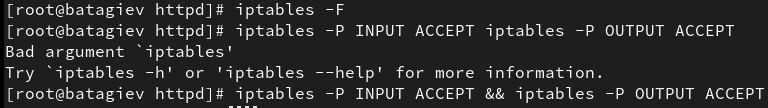 [root@batagiev httpd]# iptables -F
[root@batagiev httpd]# iptables -P INPUT ACCEPT iptables -P OUTPUT ACCEPT
Bad argument `iptables'
Try `iptables -h' or 'iptables --help' for more information.
[root@batagiev httpd]# iptables -P INPUT ACCEPT && iptables -P OUTPUT ACCEPT